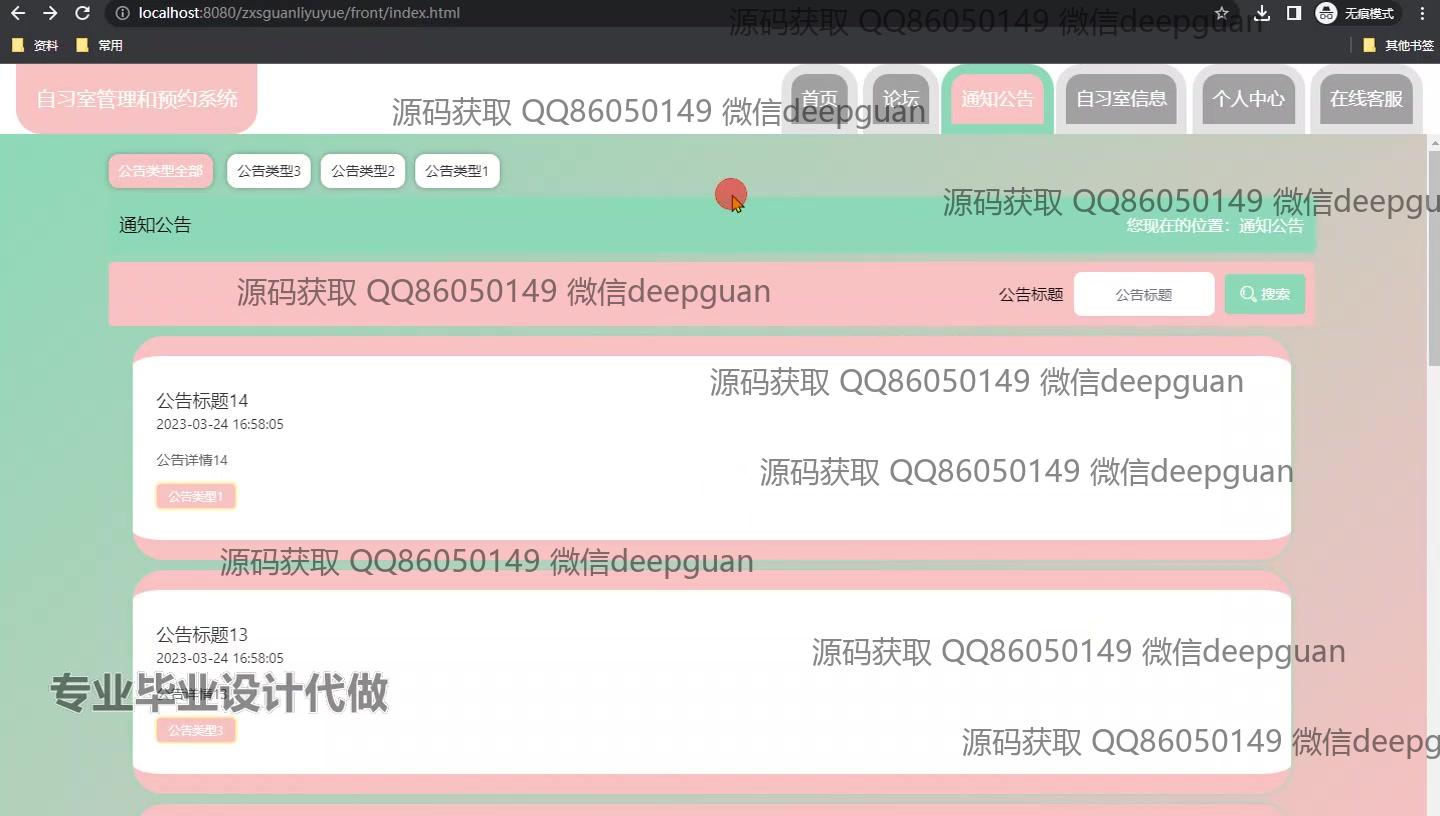 localhost:8080/zxsguanliyuyue/front/index.html
无痕模式
源码获取 QQ86050149 微信deepguan
资料
常用
其他书签
自习室管理和预约系统
首页
论坛
通知公告
自习室信息
个人中心
在线客服
源码获取 QQ86050149 微信deepguan
公告类型全部
公告类型3
公告类型2
公告类型1
源码获取 QQ86050149 微信deepgu
通知公告
您现在的位置：通知公告
源码获取 QQ86050149 微信deepguan
公告标题
公告标题
搜索
源码获取 QQ86050149 微信deepguan
公告标题14
2023-03-24 16:58:05
公告详情14
源码获取 QQ86050149 微信deepguan
公告类型1
源码获取 QQ86050149 微信deepguan
公告标题13
2023-03-24 16:58:05
源码获取 QQ86050149 微信deepguan
公告详情13
专业毕业设计代做
公告类型3
源码获取 QQ86050149 微信deepg